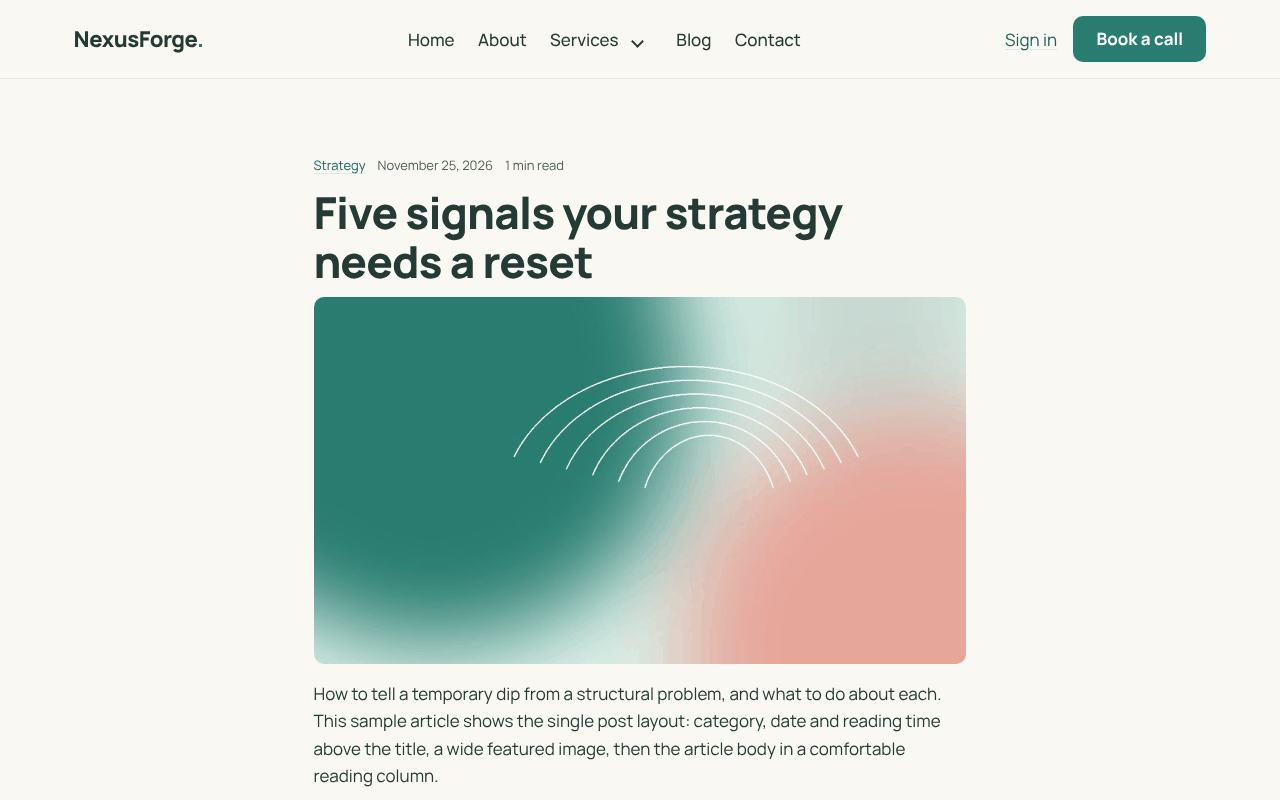 NexusForge.
Home About Services Blog Contact
Sign in
Book a call
Strategy November 25, 2026 1 min read
Five signals your strategy
needs a reset
How to tell a temporary dip from a structural problem, and what to do about each.
This sample article shows the single post layout: category, date and reading time
above the title, a wide featured image, then the article body in a comfortable
reading column.